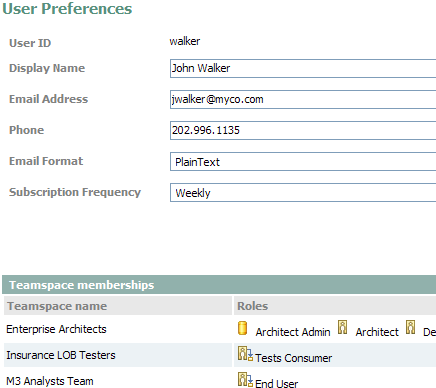 User Preferences
User ID walker
Display Name John Walker
Email Address jwalker@myco.com
Phone 202.996.1135
Email Format PlainText
Subscription Frequency Weekly
Teamspace memberships
Teamspace name Roles
Enterprise Architects Architect Admin Architect De
Insurance LOB Testers Tests Consumer
M3 Analysts Team End User